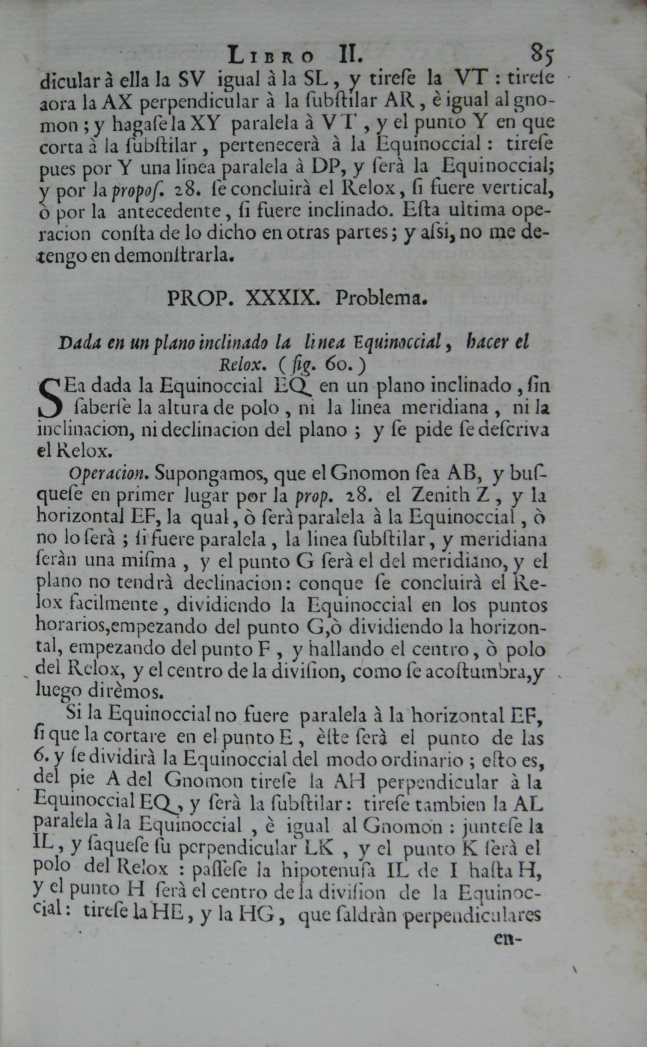 LIBRO II. 85
dicular à ella la SV igual à la SL, y tireſe la VT : tireſe
aora la AX perpendicular à la ſubſtilar AR, è igual al gno-
mon; y hagaſe la XY paralela à VT, y el punto Y en que
corta à la ſubſtilar, pertenecerà à la Equinoccial: tireſe
pues por Y una linea paralela à DP, y ſerà la Equinoccial;
y por la propoſ. 28. ſe concluirà el Relox, ſi fuere vertical,
ò por la antecedente, ſi fuere inclinado. Eſta ultima ope-
racion conſta de lo dicho en otras partes; y aſsi, no me de-
tengo en demonſtrarla.
PROP. XXXIX. Problema.
Dada en un plano inclinado la linea Equinoccial, hacer el
Relox. (fig. 60.)
SEa dada la Equinoccial EQ en un plano inclinado, ſin
ſaberſe la altura de polo, ni la linea meridiana, ni la
inclinacion, ni declinacion del plano; y ſe pide ſe deſcriva
el Relox.
Operacion. Supongamos, que el Gnomon ſea AB, y buſ-
queſe en primer lugar por la prop. 28. el Zenith Z, y la
horizontal EF, la qual, ò ſerà paralela à la Equinoccial, ò
no lo ſerà; ſi fuere paralela, la linea ſubſtilar, y meridiana
ſeràn una miſma, y el punto G ſerà el del meridiano, y el
plano no tendrà declinacion: conque ſe concluirà el Re-
lox facilmente, dividiendo la Equinoccial en los puntos
horarios, empezando del punto G, ò dividiendo la horizon-
tal, empezando del punto F, y hallando el centro, ò polo
del Relox, y el centro de la diviſion, como ſe acoſtumbra, y
luego dirèmos.
Si la Equinoccial no fuere paralela à la horizontal EF,
ſi que la cortare en el punto E, èſte ſerà el punto de las
6. y ſe dividirà la Equinoccial del modo ordinario; eſto es,
del pie A del Gnomon tireſe la AH perpendicular à la
Equinoccial EQ, y ſerà la ſubſtilar: tireſe tambien la AL
paralela à la Equinoccial, è igual al Gnomon: junteſe la
IL, y ſaqueſe ſu perpendicular LK, y el punto K ſerà el
polo del Relox: paſſeſe la hipotenuſa IL de I haſta H,
y el punto H ſerà el centro de la diviſion de la Equinoc-
cial: tireſe la HE, y la HG, que ſaldràn perpendiculares
en-